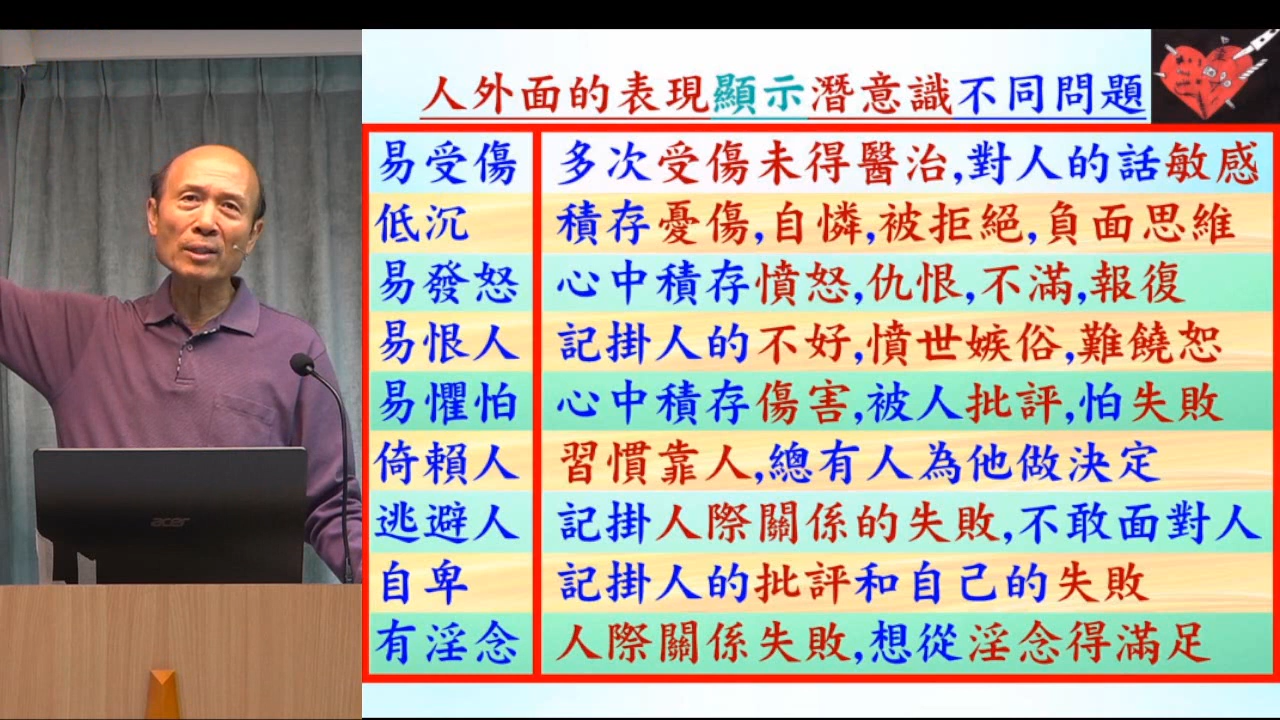 人外面的表現顯示潛意識不同問題
易受傷 多次受傷未得醫治,對人的話敏感
低沉 積存憂傷,自憐,被拒絕,負面思維
易發怒 心中積存憤怒,仇恨,不滿,報復
易恨人 記掛人的不好,憤世嫉俗,難饒恕
易懼怕 心中積存傷害,被人批評,怕失敗
倚賴人 習慣靠人,總有人為他做決定
逃避人 記掛人際關係的失敗,不敢面對人
自卑 記掛人的批評和自己的失敗
有淫念 人際關係失敗,想從淫念得滿足
acer